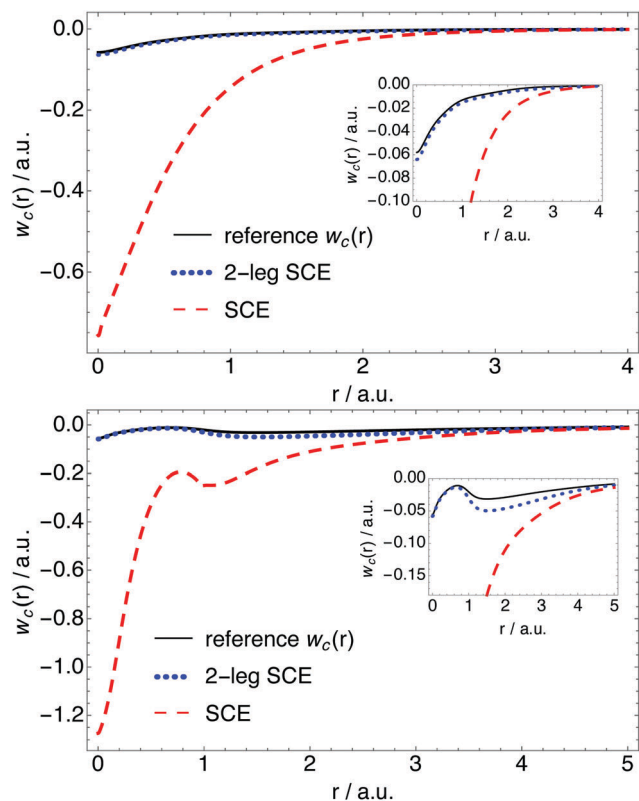 0.0
-0.2
-0.4
-0.6
w_c(r) / a.u.
0 1 2 3 4
r / a.u.
0.00
-0.02
-0.04
-0.06
-0.08
-0.10
w_c(r) / a.u.
0 1 2 3 4
r / a.u.
reference w_c(r)
2-leg SCE
SCE
0.0
-0.2
-0.4
-0.6
-0.8
-1.0
-1.2
w_c(r) / a.u.
0 1 2 3 4 5
r / a.u.
0.00
-0.05
-0.10
-0.15
w_c(r) / a.u.
0 1 2 3 4 5
r / a.u.
reference w_c(r)
2-leg SCE
SCE